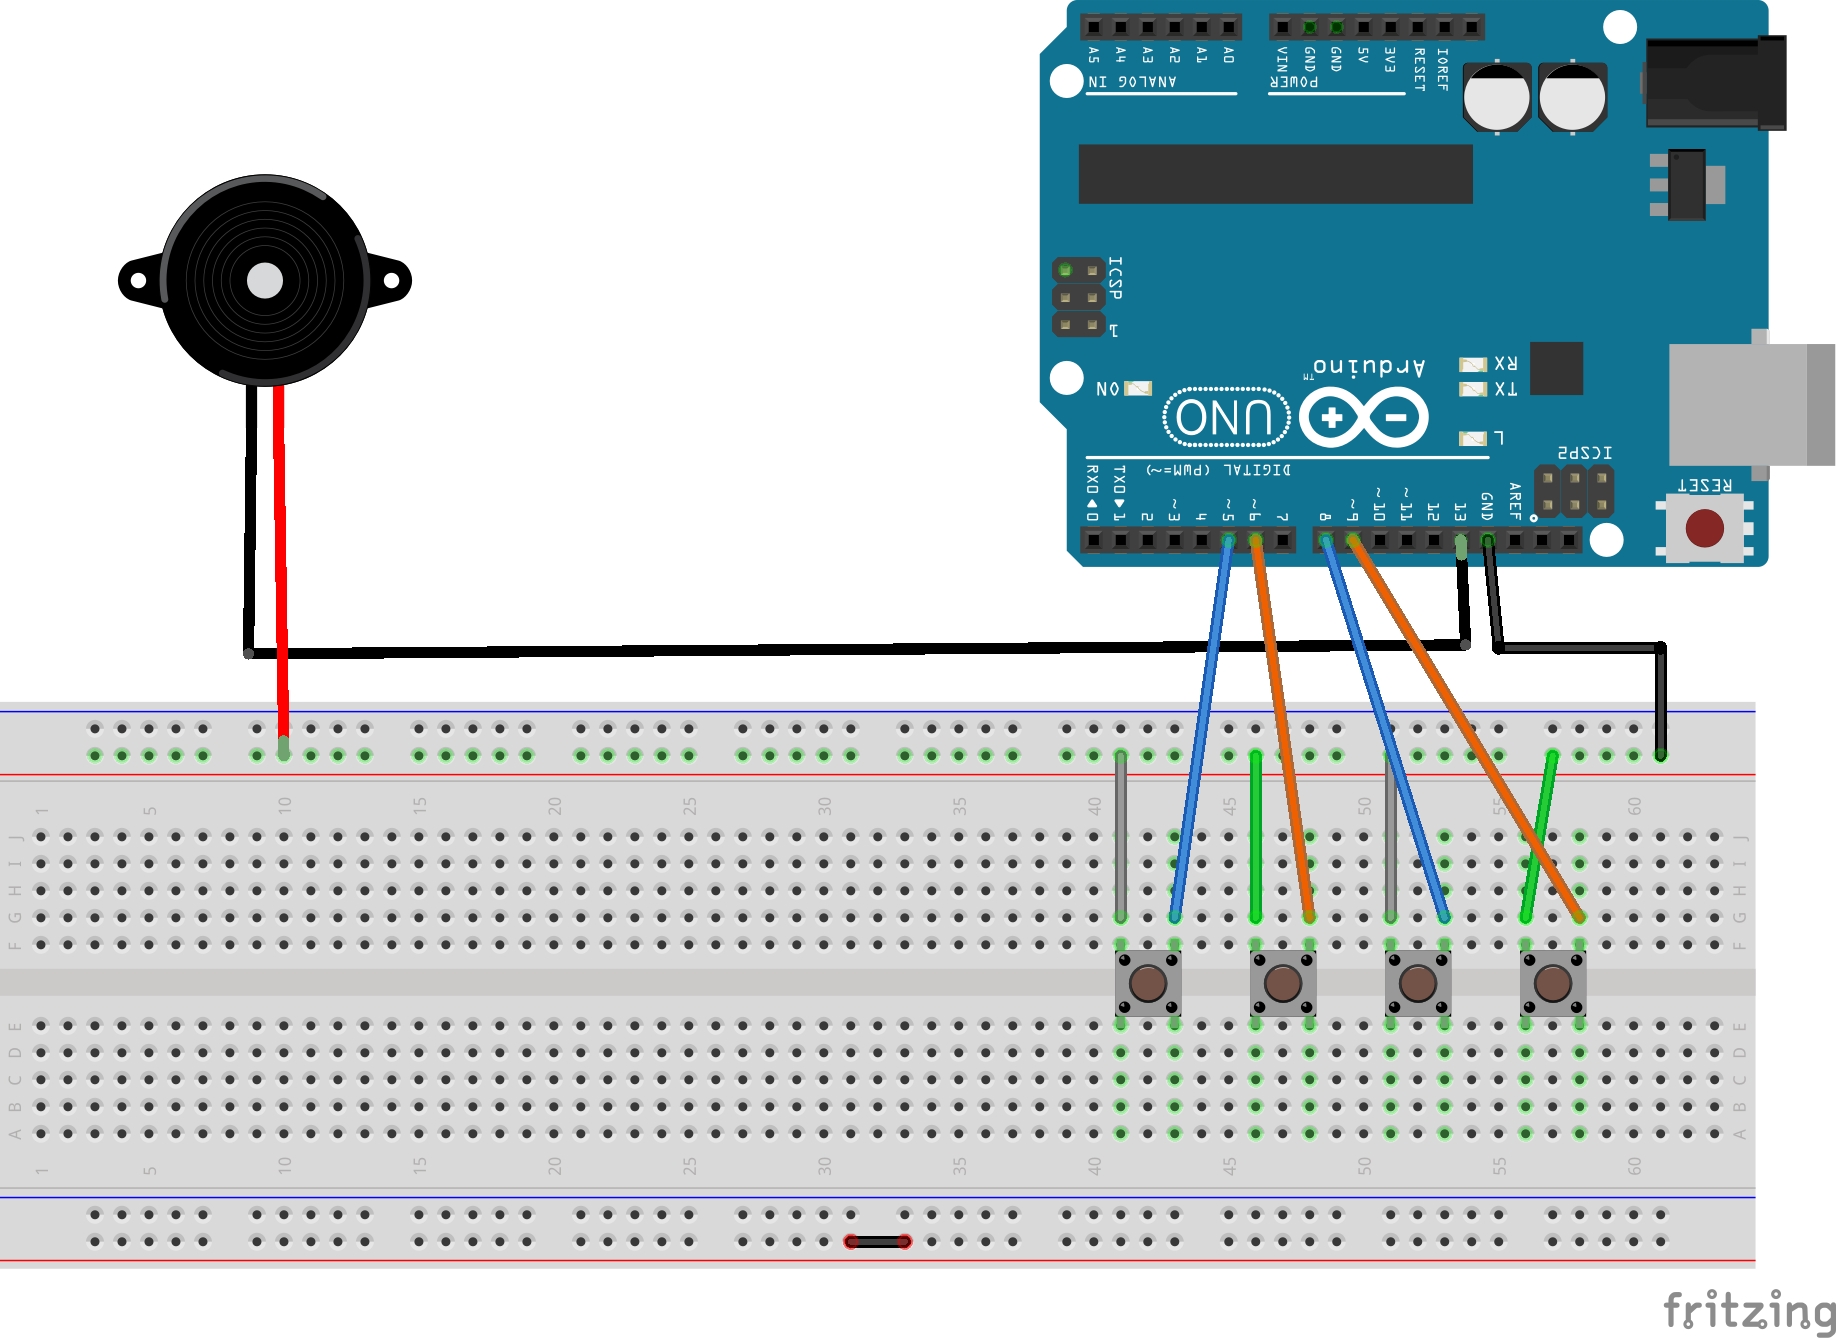 A5 A4 A3 A2 A1 A0 VIN GND GND 5V 3V3 RESET IOREF
ANALOG IN POWER
ICSP
1
Arduino
TM
RX
TX
ON
UNO
L
ICSP2
DIGITAL (PWM=~)
RESET
RX0◄0 TX0►1 2 ~3 4 ~5 ~6 7 8 ~9 ~10 ~11 12 13 GND AREF
1 5 10 15 20 25 30 35 40 45 50 55 60
J J
I I
H H
G G
F F
E E
D D
C C
B B
A A
1 5 10 15 20 25 30 35 40 45 50 55 60
fritzing